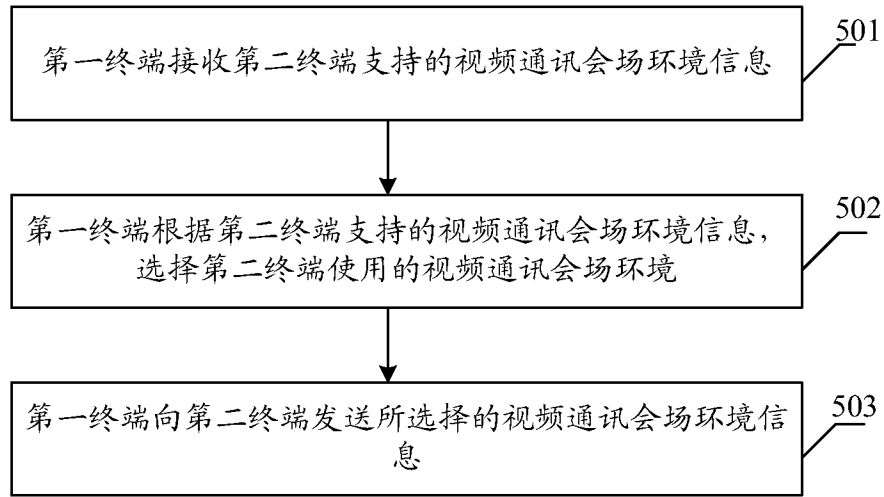 501
第一终端接收第二终端支持的视频通讯会场环境信息
502
第一终端根据第二终端支持的视频通讯会场环境信息，
选择第二终端使用的视频通讯会场环境
503
第一终端向第二终端发送所选择的视频通讯会场环境信
息